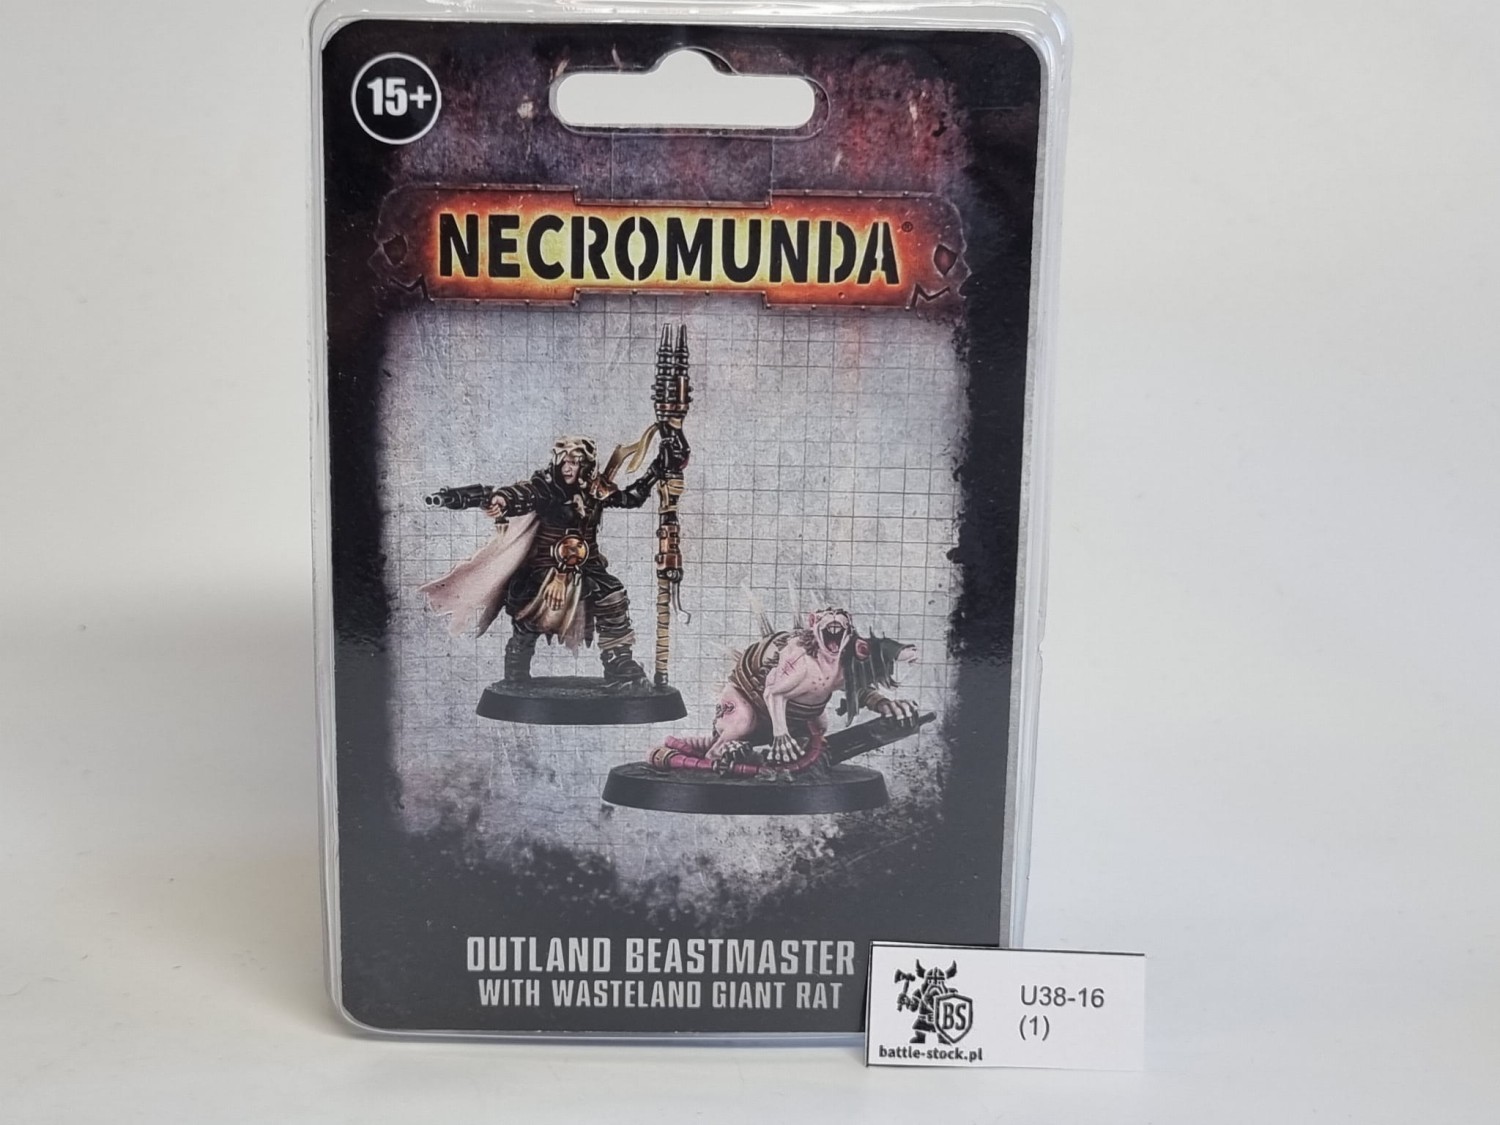 15+
NECROMUNDA®
OUTLAND BEASTMASTER
WITH WASTELAND GIANT RAT
BS
battle-stock.pl
U38-16
(1)